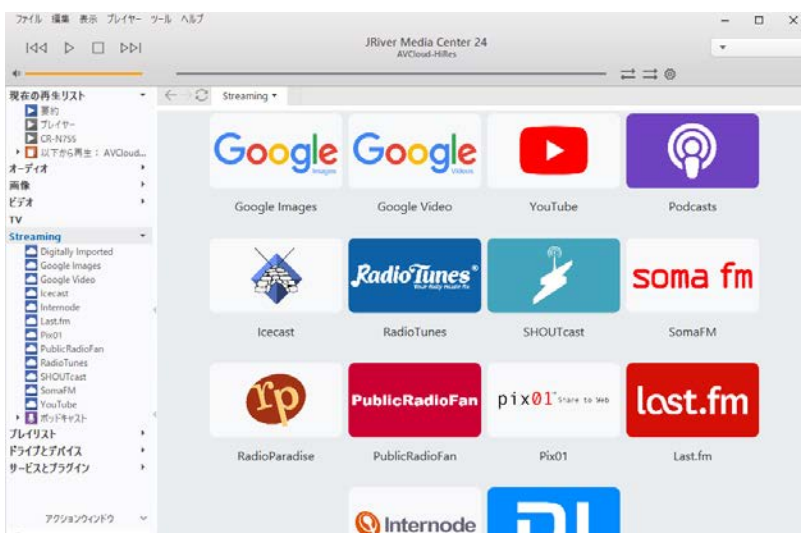 ファイル 編集 表示 プレイヤー ツール ヘルプ
JRiver Media Center 24
AVCloud-HiRes
現在の再生リスト
要約
プレイヤー
CR-N755
以下から再生： AVCloud...
オーディオ
画像
ビデオ
TV
Streaming
Digitally Imported
Google Images
Google Video
Icecast
Internode
Last.fm
Pix01
PublicRadioFan
RadioTunes
SHOUTcast
SomaFM
YouTube
ポッドキャスト
プレイリスト
ドライブとデバイス
サービスとプラグイン
アクションウィンドウ
Streaming
Google Images
Google Videos
Google Images
Google Video
YouTube
Podcasts
RadioTunes®
soma fm
Icecast
RadioTunes
SHOUTcast
SomaFM
rp
PublicRadioFan
pix01 Share to Web
last.fm
RadioParadise
PublicRadioFan
Pix01
Last.fm
Internode
DI